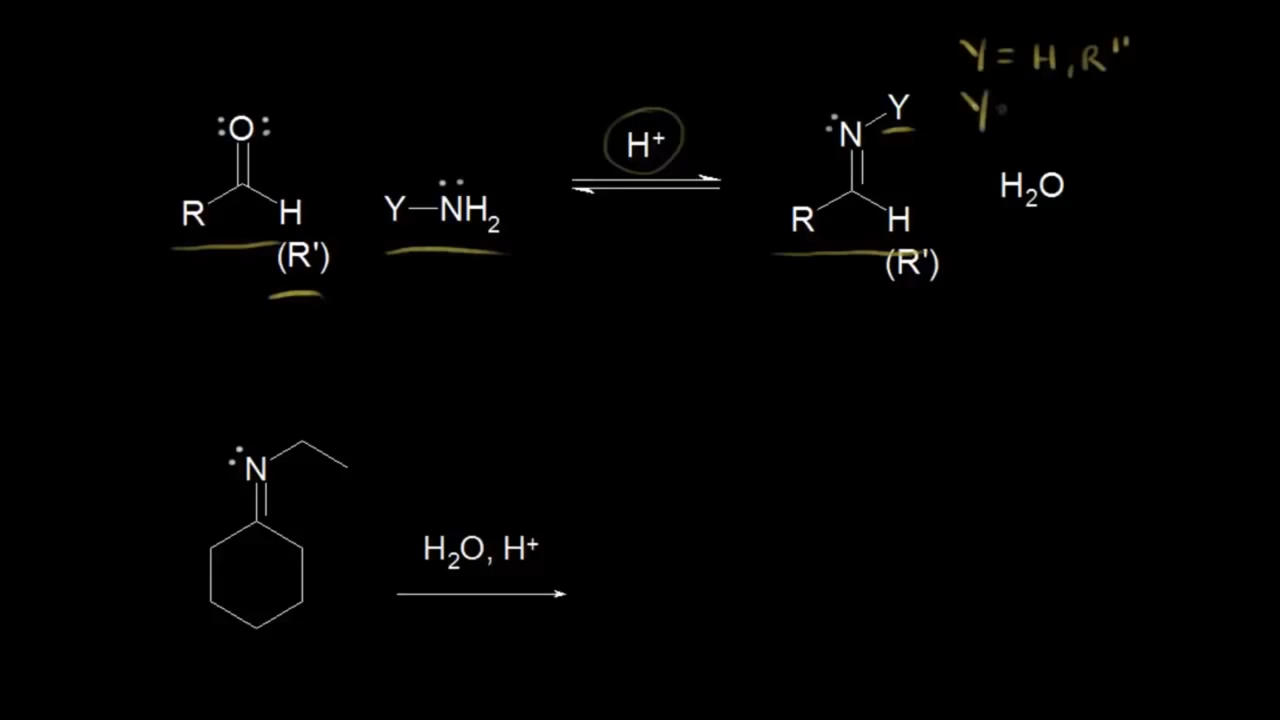 Y = H, R"
Y
:O:
R H
(R')
Y—NH₂
H⁺
:N Y
R H
(R')
H₂O
:N
H₂O, H⁺